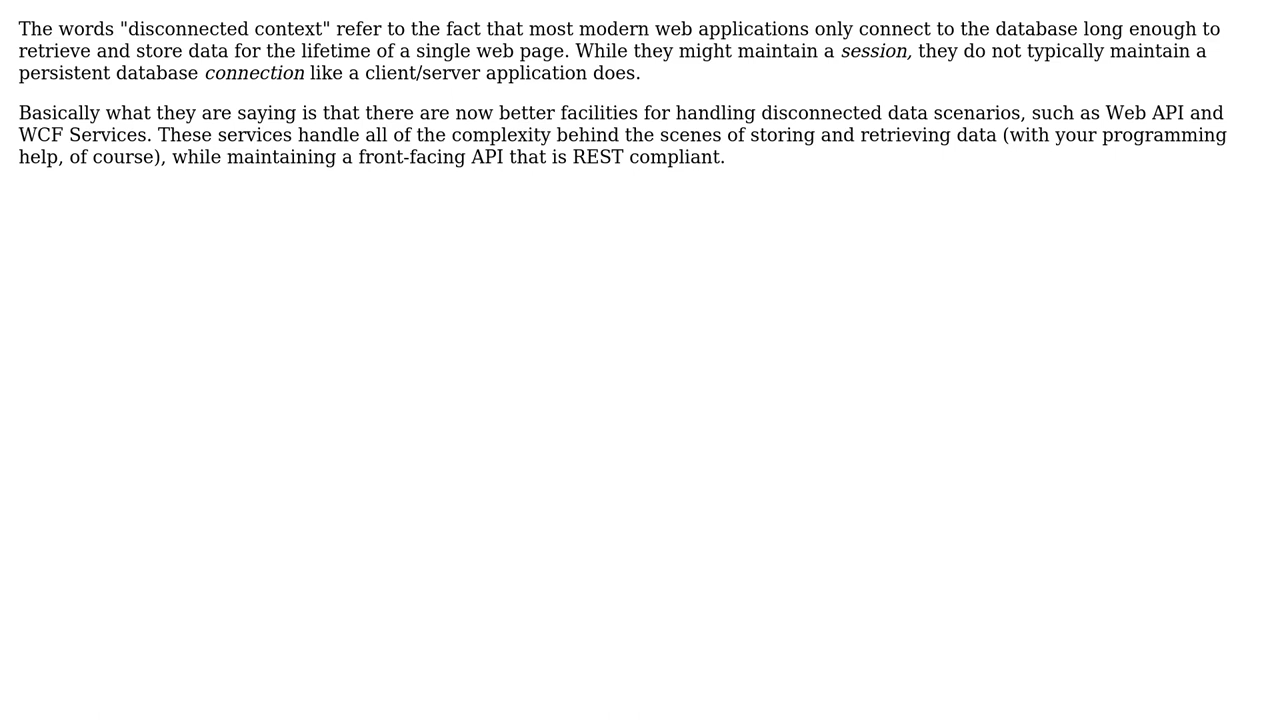 The words "disconnected context" refer to the fact that most modern web applications only connect to the database long enough to
retrieve and store data for the lifetime of a single web page. While they might maintain a session, they do not typically maintain a
persistent database connection like a client/server application does.
Basically what they are saying is that there are now better facilities for handling disconnected data scenarios, such as Web API and
WCF Services. These services handle all of the complexity behind the scenes of storing and retrieving data (with your programming
help, of course), while maintaining a front-facing API that is REST compliant.